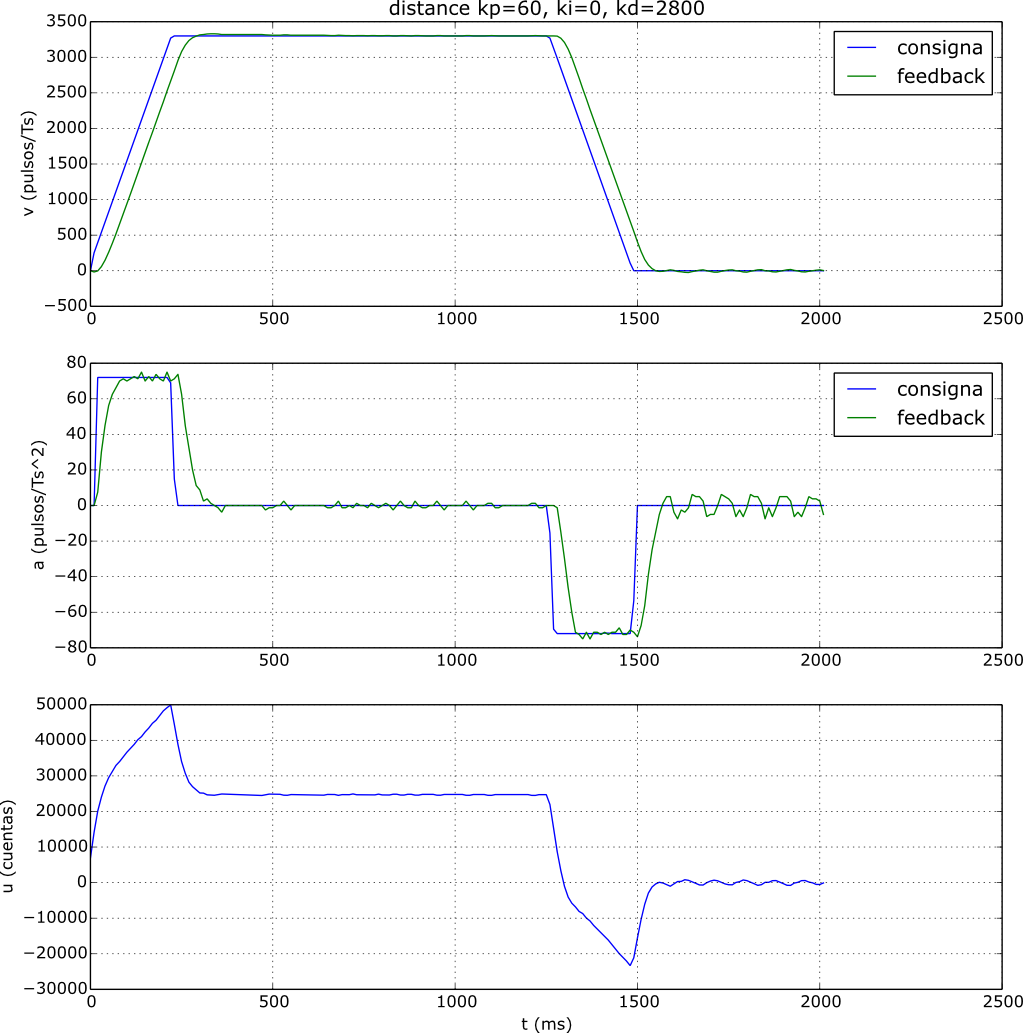 distance kp=60, ki=0, kd=2800
3500
3000
2500
2000
1500
1000
500
0
−500
v (pulsos/Ts)
consigna
feedback
0 500 1000 1500 2000 2500
80
60
40
20
0
−20
−40
−60
−80
a (pulsos/Ts^2)
consigna
feedback
0 500 1000 1500 2000 2500
50000
40000
30000
20000
10000
0
−10000
−20000
−30000
u (cuentas)
0 500 1000 1500 2000 2500
t (ms)